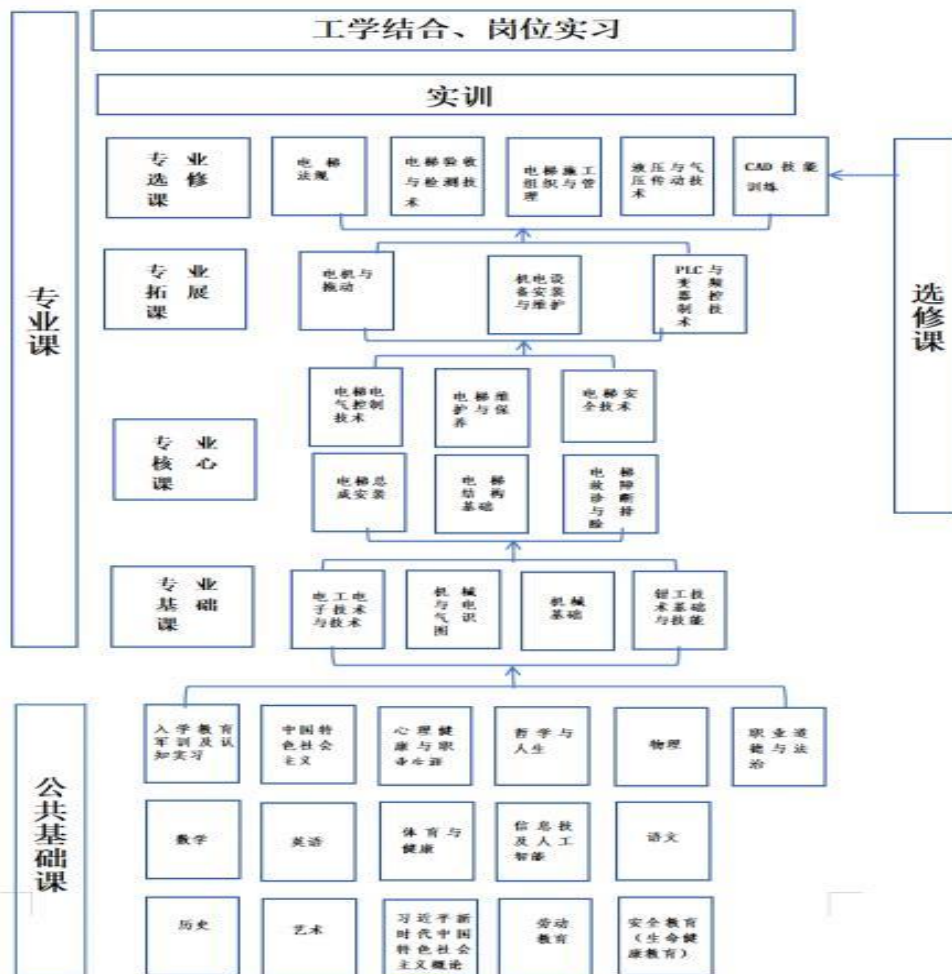 工学结合、岗位实习
实训
专业课
选修课
公共基础课
专业
选修
课
电梯
法规
电梯验收
与检测技
术
电梯施工
组织与管
理
液压与气
压传动技
术
CAD 技能
训练
专业
拓展
课
电机与
拖动
机电设
备安装
与维护
PLC 与
变频
器控
制技
术
专业
核心
课
电梯电
气控制
技术
电梯维
护与保
养
电梯安
全技术
电梯总
成安装
电梯
结构
基础
电梯
故障
诊断
与排
险
专业
基础
课
电工电
子技术
与技术
机械
与电
气识
图
机械
基础
钳工技
术基础
与技能
入学教育
军训及认
知实习
中国特
色社会
主义
心理健
康与职
业生涯
哲学与
人生
物理
职业道
德与法
治
数学
英语
体育与
健康
信息技
及人工
智能
语文
历史
艺术
习近平新
时代中国
特色社会
主义概论
劳动
教育
安全教育
（生命健
康教育）